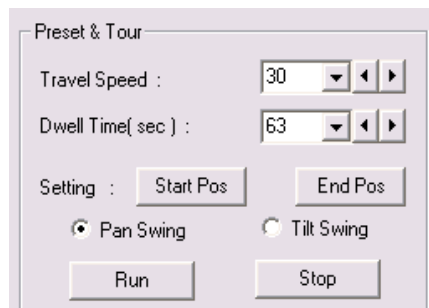 Preset & Tour
Travel Speed : 30
Dwell Time( sec ) : 63
Setting : Start Pos End Pos
Pan Swing Tilt Swing
Run Stop